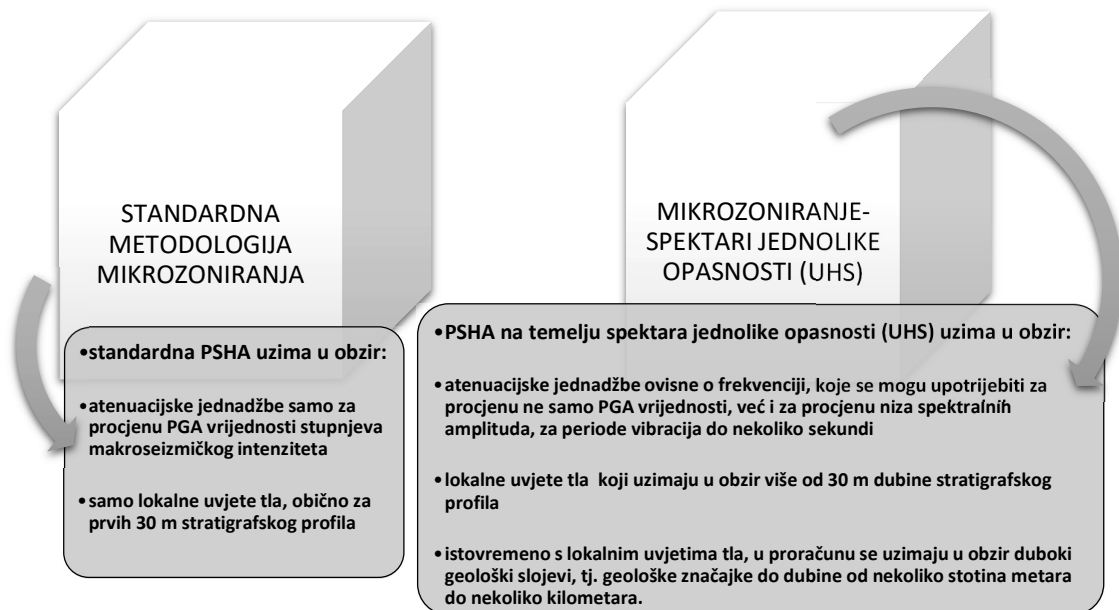 STANDARDNA
METODOLOGIJA
MIKROZONIRANJA
•standardna PSHA uzima u obzir:
•atenuacijske jednadžbe samo za
procjenu PGA vrijednosti stupnjeva
makroseizmičkog intenziteta
•samo lokalne uvjete tla, obično za
prvih 30 m stratigrafskog profila
MIKROZONIRANJE-
SPEKTARI JEDNOLIKE
OPASNOSTI (UHS)
•PSHA na temelju spektara jednolike opasnosti (UHS) uzima u obzir:
•atenuacijske jednadžbe ovisne o frekvenciji, koje se mogu upotrijebiti za
procjenu ne samo PGA vrijednosti, već i za procjenu niza spektralnih
amplituda, za periode vibracija do nekoliko sekundi
•lokalne uvjete tla koji uzimaju u obzir više od 30 m dubine stratigrafskog
profila
•istovremeno s lokalnim uvjetima tla, u proračunu se uzimaju u obzir duboki
geološki slojevi, tj. geološke značajke do dubine od nekoliko stotina metara
do nekoliko kilometara.